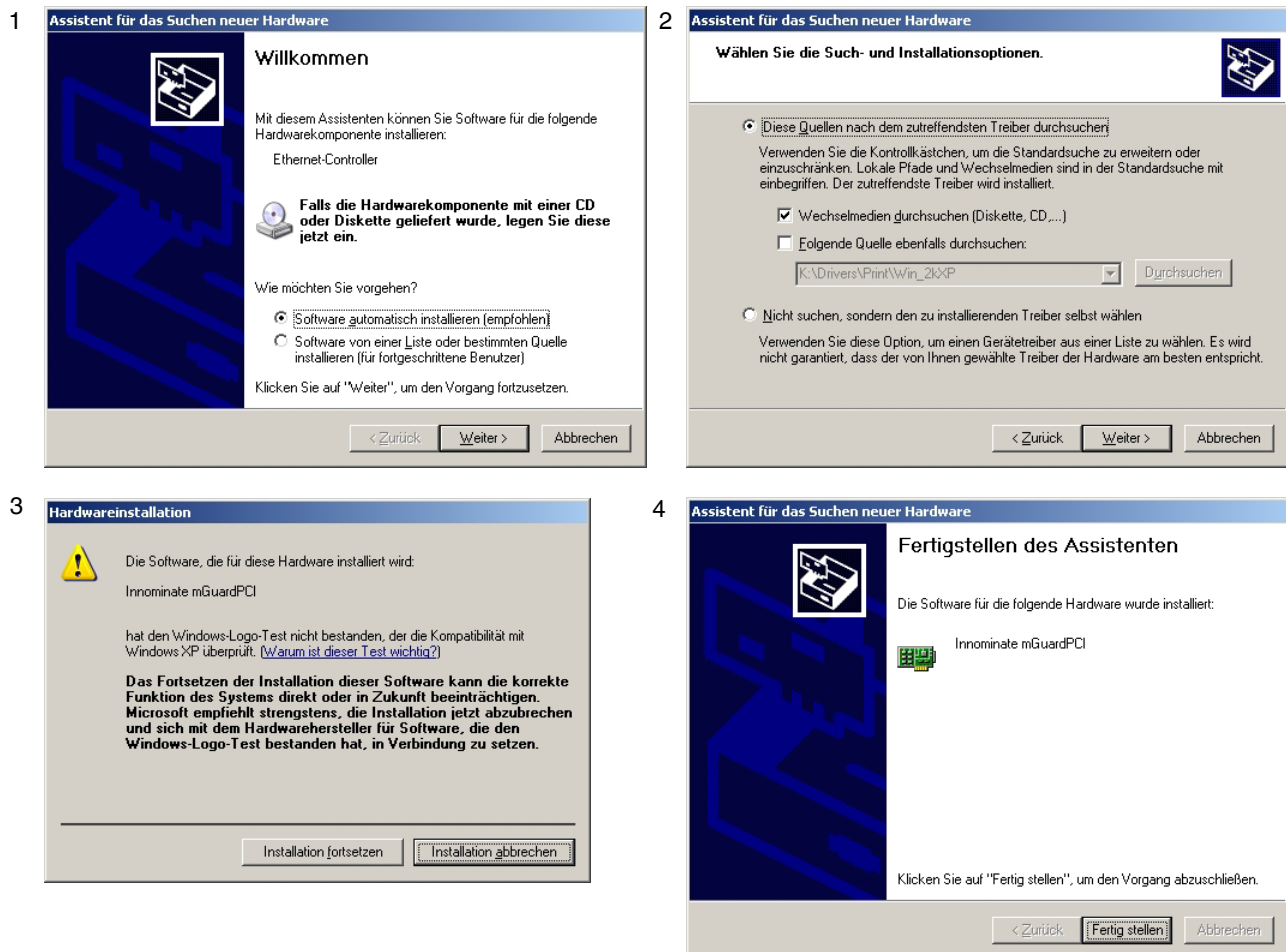 1
Assistent für das Suchen neuer Hardware
Willkommen
Mit diesem Assistenten können Sie Software für die folgende
Hardwarekomponente installieren:
Ethernet-Controller
Falls die Hardwarekomponente mit einer CD
oder Diskette geliefert wurde, legen Sie diese
jetzt ein.
Wie möchten Sie vorgehen?
Software automatisch installieren (empfohlen)
Software von einer Liste oder bestimmten Quelle
installieren (für fortgeschrittene Benutzer)
Klicken Sie auf "Weiter", um den Vorgang fortzusetzen.
< Zurück Weiter > Abbrechen
2
Assistent für das Suchen neuer Hardware
Wählen Sie die Such- und Installationsoptionen.
Diese Quellen nach dem zutreffendsten Treiber durchsuchen
Verwenden Sie die Kontrollkästchen, um die Standardsuche zu erweitern oder
einzuschränken. Lokale Pfade und Wechselmedien sind in der Standardsuche mit
einbegriffen. Der zutreffendste Treiber wird installiert.
Wechselmedien durchsuchen (Diskette, CD,...)
Folgende Quelle ebenfalls durchsuchen:
K:\Drivers\Print\Win_2kXP Durchsuchen
Nicht suchen, sondern den zu installierenden Treiber selbst wählen
Verwenden Sie diese Option, um einen Gerätetreiber aus einer Liste zu wählen. Es wird
nicht garantiert, dass der von Ihnen gewählte Treiber der Hardware am besten entspricht.
< Zurück Weiter > Abbrechen
3
Hardwareinstallation
Die Software, die für diese Hardware installiert wird:
Innominate mGuardPCI
hat den Windows-Logo-Test nicht bestanden, der die Kompatibilität mit
Windows XP überprüft. (Warum ist dieser Test wichtig?)
Das Fortsetzen der Installation dieser Software kann die korrekte
Funktion des Systems direkt oder in Zukunft beeinträchtigen.
Microsoft empfiehlt strengstens, die Installation jetzt abzubrechen
und sich mit dem Hardwarehersteller für Software, die den
Windows-Logo-Test bestanden hat, in Verbindung zu setzen.
Installation fortsetzen Installation abbrechen
4
Assistent für das Suchen neuer Hardware
Fertigstellen des Assistenten
Die Software für die folgende Hardware wurde installiert:
Innominate mGuardPCI
Klicken Sie auf "Fertig stellen", um den Vorgang abzuschließen.
< Zurück Fertig stellen Abbrechen